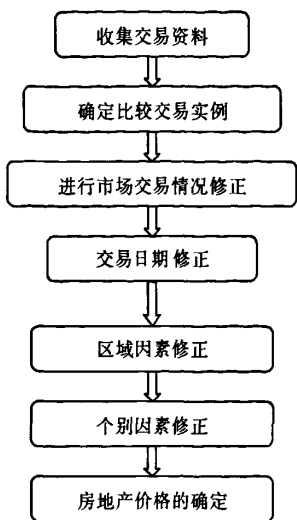 收集交易资料
确定比较交易实例
进行市场交易情况修正
交易日期修正
区域因素修正
个别因素修正
房地产价格的确定